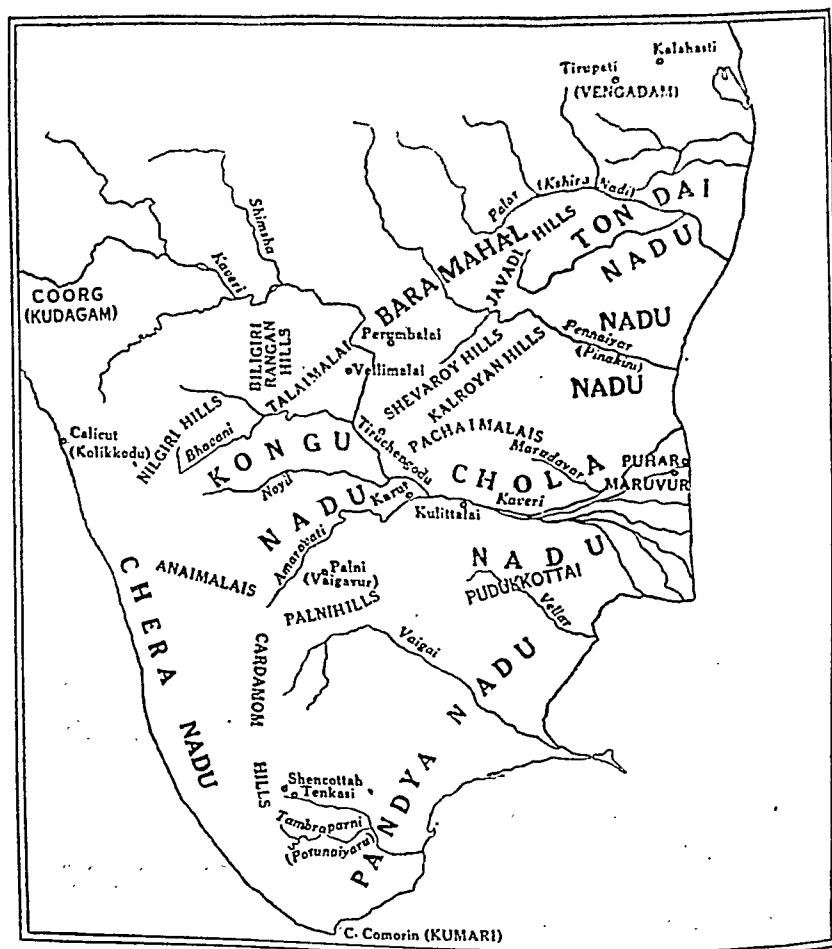 Kalahasti
Tirupati
(VENGADAM)
Palar
(Kshira
Nadi)
TONDAI
NADU
Shimsha
Kaveri
COORG
(KUDAGAM)
BARAMAHAL
JAVADI HILLS
NADU
Pennaiyar
(Pinakini)
NADU
BILIGIRI
RANGAN
HILLS
TALAIMALAI
Perumbalai
Vellimalai
SHEVAROY HILLS
KALROYAN HILLS
Calicut
(Kolikkodu)
NILGIRI HILLS
Bhavani
KONGU
NADU
Tiruchengodu
PACHAIMALAIS
Marudayar
CHOLA
NADU
PUHAR
MARUVUR
Noyil
Karur
Kulittalai
Kaveri
Amaravati
ANAIMALAIS
Palni
(Vaigavur)
PALNI HILLS
PUDUKKOTTAI
Vellar
CHERA
NADU
CARDAMOM
HILLS
Vaigai
PANDYA NADU
Shencottah
Tenkasi
Tambraparni
(Porunaiyaru)
C. Comorin (KUMARI)